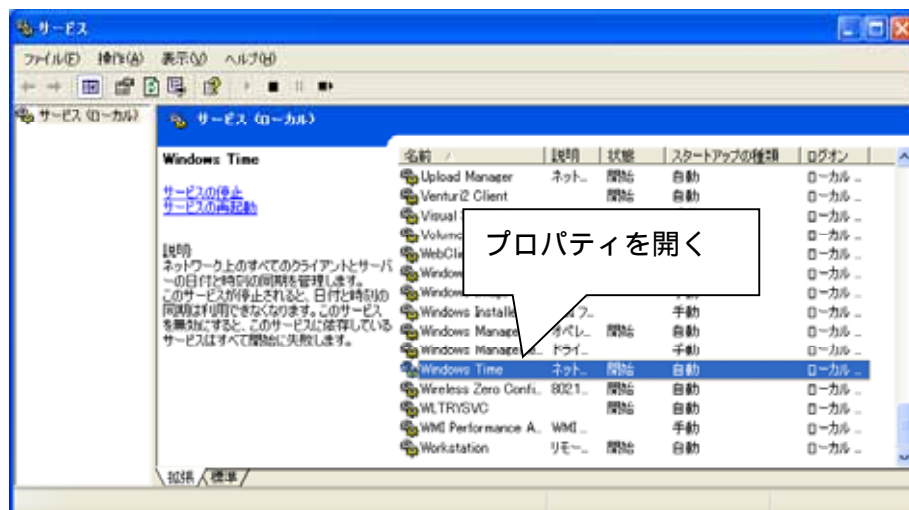 サービス
ファイル(F) 操作(A) 表示(V) ヘルプ(H)
サービス (ローカル)
サービス (ローカル)
Windows Time
サービスの停止
サービスの再起動
説明
ネットワーク上のすべてのクライアントとサーバ
ーの日付と時刻の同期を管理します。
このサービスが停止されると、日付と時刻の
同期は利用できなくなります。このサービス
を無効にすると、このサービスに依存している
サービスはすべて開始に失敗します。
名前 説明 状態 スタートアップの種類 ログオン
Upload Manager ネット... 開始 自動 ローカル ...
Venturi2 Client 開始 自動 ローカル ...
Visual ローカル ...
Volume ローカル ...
WebClie ローカル ...
Window ローカル ...
Window 手動 ローカル ...
Windows Installe 手動 ローカル ...
Windows Manage オペレ... 開始 自動 ローカル ...
Windows Manageme... ドライ... 手動 ローカル ...
Windows Time ネット... 開始 自動 ローカル ...
Wireless Zero Confi... 8021... 開始 自動 ローカル ...
WLTRYSVC 開始 自動 ローカル ...
WMI Performance A... WMI ... 手動 ローカル ...
Workstation リモー... 開始 自動 ローカル ...
プロパティを開く
拡張 標準